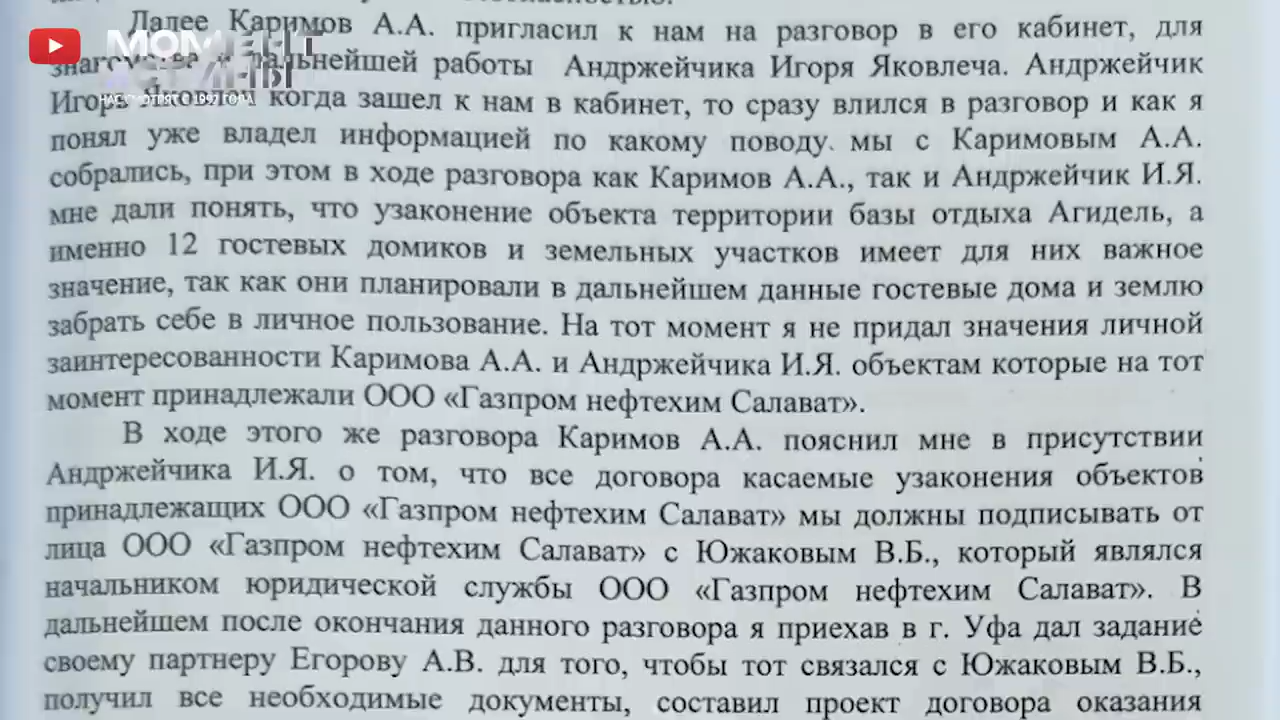 Далее Каримов А.А. пригласил к нам на разговор в его кабинет, для
дальнейшей работы Андржейчика Игоря Яковлеча. Андржейчик
когда зашел к нам в кабинет, то сразу влился в разговор и как я
понял уже владел информацией по какому поводу мы с Каримовым А.А.
собрались, при этом в ходе разговора как Каримов А.А., так и Андржейчик И.Я.
мне дали понять, что узаконение объекта территории базы отдыха Агидель, а
именно 12 гостевых домиков и земельных участков имеет для них важное
значение, так как они планировали в дальнейшем данные гостевые дома и землю
забрать себе в личное пользование. На тот момент я не придал значения личной
заинтересованности Каримова А.А. и Андржейчика И.Я. объектам которые на тот
момент принадлежали ООО «Газпром нефтехим Салават».
В ходе этого же разговора Каримов А.А. пояснил мне в присутствии
Андржейчика И.Я. о том, что все договора касаемые узаконения объектов
принадлежащих ООО «Газпром нефтехим Салават» мы должны подписывать от
лица ООО «Газпром нефтехим Салават» с Южаковым В.Б., который являлся
начальником юридической службы ООО «Газпром нефтехим Салават». В
дальнейшем после окончания данного разговора я приехав в г. Уфа дал задание
своему партнеру Егорову А.В. для того, чтобы тот связался с Южаковым В.Б.,
получил все необходимые документы, составил проект договора оказания
МОМЕНТ
ИСТИНЫ
НАС СМОТРЯТ С 1992 ГОДА